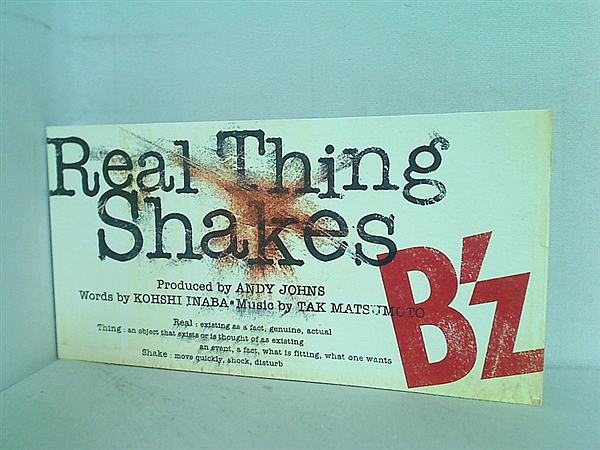 Real Thing
Shakes
B'z
Produced by ANDY JOHNS
Words by KOHSHI INABA • Music by TAK MATSUMOTO
Real : existing as a fact, genuine, actual
Thing : an object that exists or is thought of as existing
an event, a fact, what is fitting, what one wants
Shake : move quickly, shock, disturb